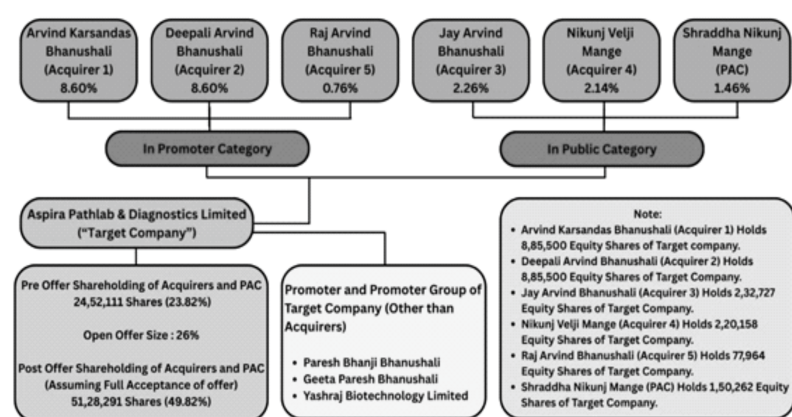 Arvind Karsandas
Bhanushali
(Acquirer 1)
8.60%
Deepali Arvind
Bhanushali
(Acquirer 2)
8.60%
Raj Arvind
Bhanushali
(Acquirer 5)
0.76%
Jay Arvind
Bhanushali
(Acquirer 3)
2.26%
Nikunj Velji
Mange
(Acquirer 4)
2.14%
Shraddha Nikunj
Mange
(PAC)
1.46%
In Promoter Category
In Public Category
Aspira Pathlab & Diagnostics Limited
("Target Company")
Pre Offer Shareholding of Acquirers and PAC
24,52,111 Shares (23.82%)
Open Offer Size : 26%
Post Offer Shareholding of Acquirers and PAC
(Assuming Full Acceptance of offer)
51,28,291 Shares (49.82%)
Promoter and Promoter Group of
Target Company (Other than
Acquirers)
• Paresh Bhanji Bhanushali
• Geeta Paresh Bhanushali
• Yashraj Biotechnology Limited
Note:
• Arvind Karsandas Bhanushali (Acquirer 1) Holds
8,85,500 Equity Shares of Target company.
• Deepali Arvind Bhanushali (Acquirer 2) Holds
8,85,500 Equity Shares of Target Company.
• Jay Arvind Bhanushali (Acquirer 3) Holds 2,32,727
Equity Shares of Target Company.
• Nikunj Velji Mange (Acquirer 4) Holds 2,20,158
Equity Shares of Target Company.
• Raj Arvind Bhanushali (Acquirer 5) Holds 77,964
Equity Shares of Target Company.
• Shraddha Nikunj Mange (PAC) Holds 1,50,262 Equity
Shares of Target Company.